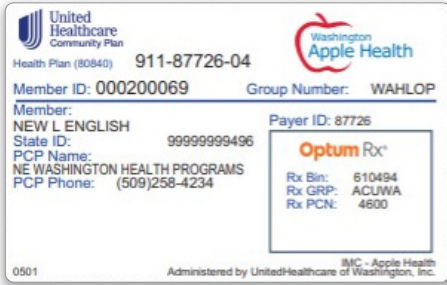 United
Healthcare
Community Plan
Washington
Apple Health
Health Plan (80840) 911-87726-04
Member ID: 000200069 Group Number: WAHLOP
Member:
NEW L ENGLISH
State ID: 99999999496
PCP Name:
NE WASHINGTON HEALTH PROGRAMS
PCP Phone: (509)258-4234
Payer ID: 87726
Optum Rx®
Rx Bin: 610494
Rx GRP: ACUWA
Rx PCN: 4600
0501
IMC - Apple Health
Administered by UnitedHealthcare of Washington, Inc.